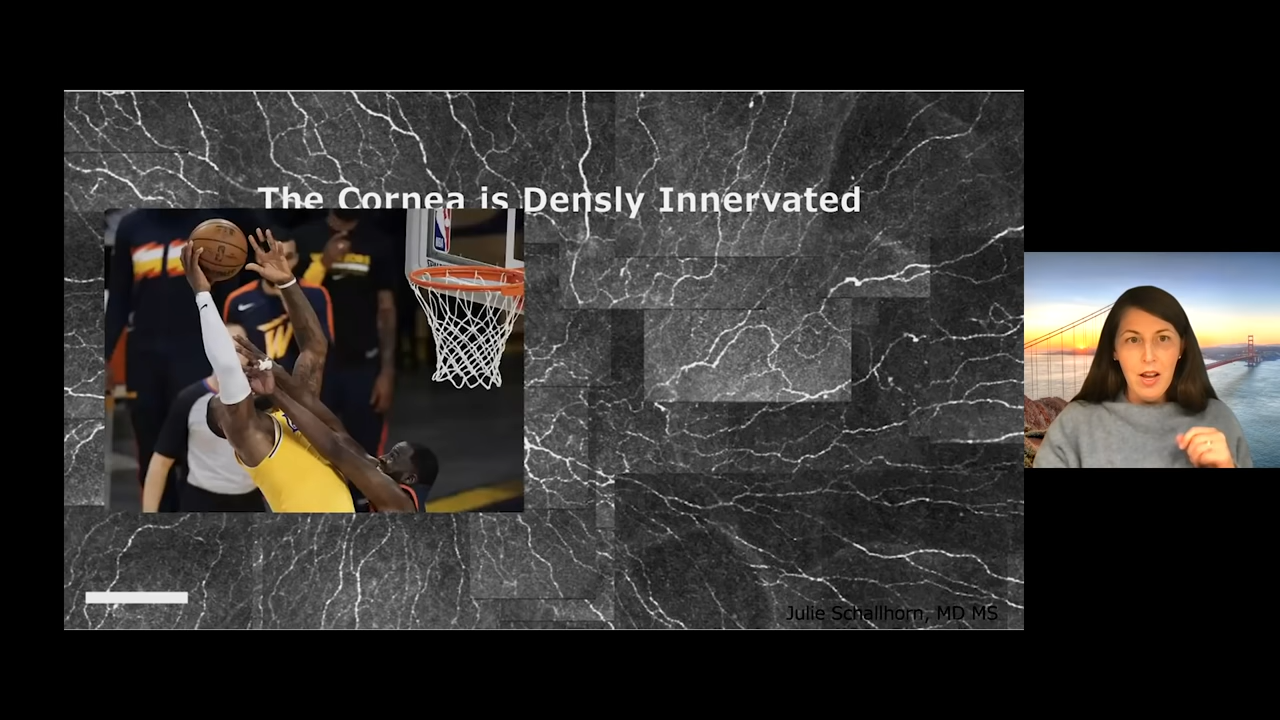 The Cornea is Densly Innervated
Julie Schallhorn, MD MS